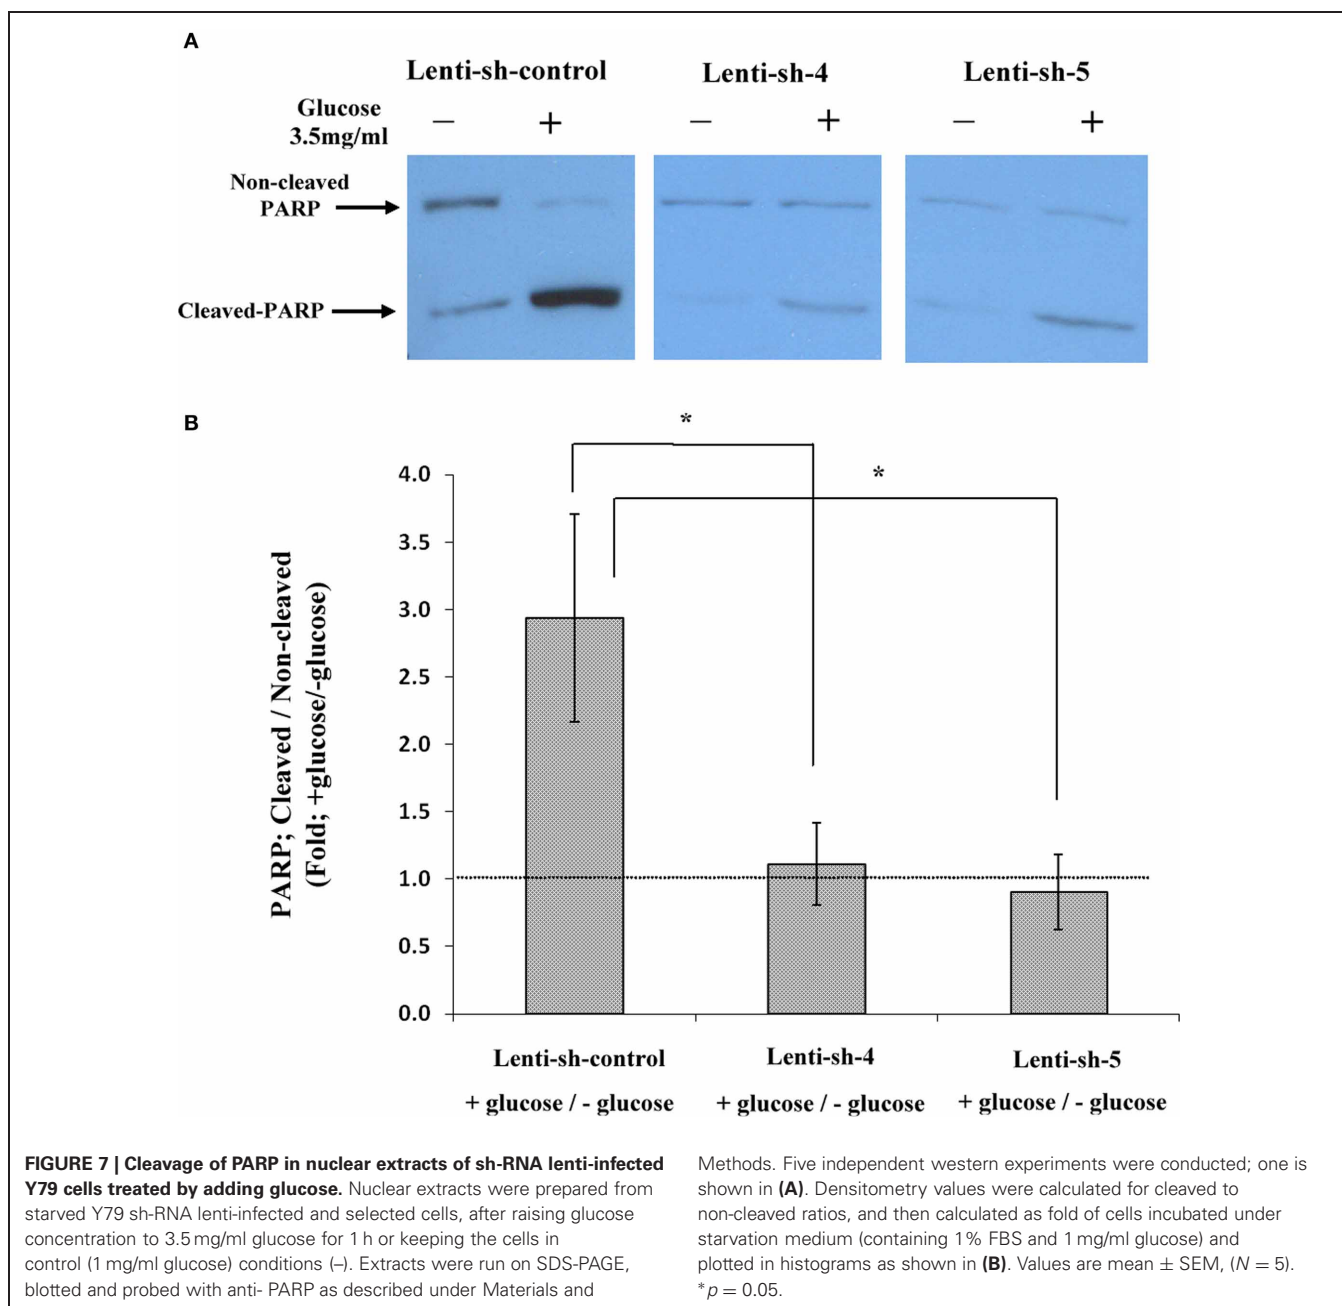 A
Lenti-sh-control
Lenti-sh-4
Lenti-sh-5
Glucose
3.5mg/ml
– + – + – +
Non-cleaved
PARP
Cleaved-PARP
B
*
*
PARP; Cleaved / Non-cleaved
(Fold; +glucose/-glucose)
4.0
3.5
3.0
2.5
2.0
1.5
1.0
0.5
0.0
Lenti-sh-control
+ glucose / - glucose
Lenti-sh-4
+ glucose / - glucose
Lenti-sh-5
+ glucose / - glucose
FIGURE 7 | Cleavage of PARP in nuclear extracts of sh-RNA lenti-infected
Y79 cells treated by adding glucose. Nuclear extracts were prepared from
starved Y79 sh-RNA lenti-infected and selected cells, after raising glucose
concentration to 3.5 mg/ml glucose for 1 h or keeping the cells in
control (1 mg/ml glucose) conditions (–). Extracts were run on SDS-PAGE,
blotted and probed with anti- PARP as described under Materials and
Methods. Five independent western experiments were conducted; one is
shown in (A). Densitometry values were calculated for cleaved to
non-cleaved ratios, and then calculated as fold of cells incubated under
starvation medium (containing 1% FBS and 1 mg/ml glucose) and
plotted in histograms as shown in (B). Values are mean ± SEM, (N = 5).
*p = 0.05.